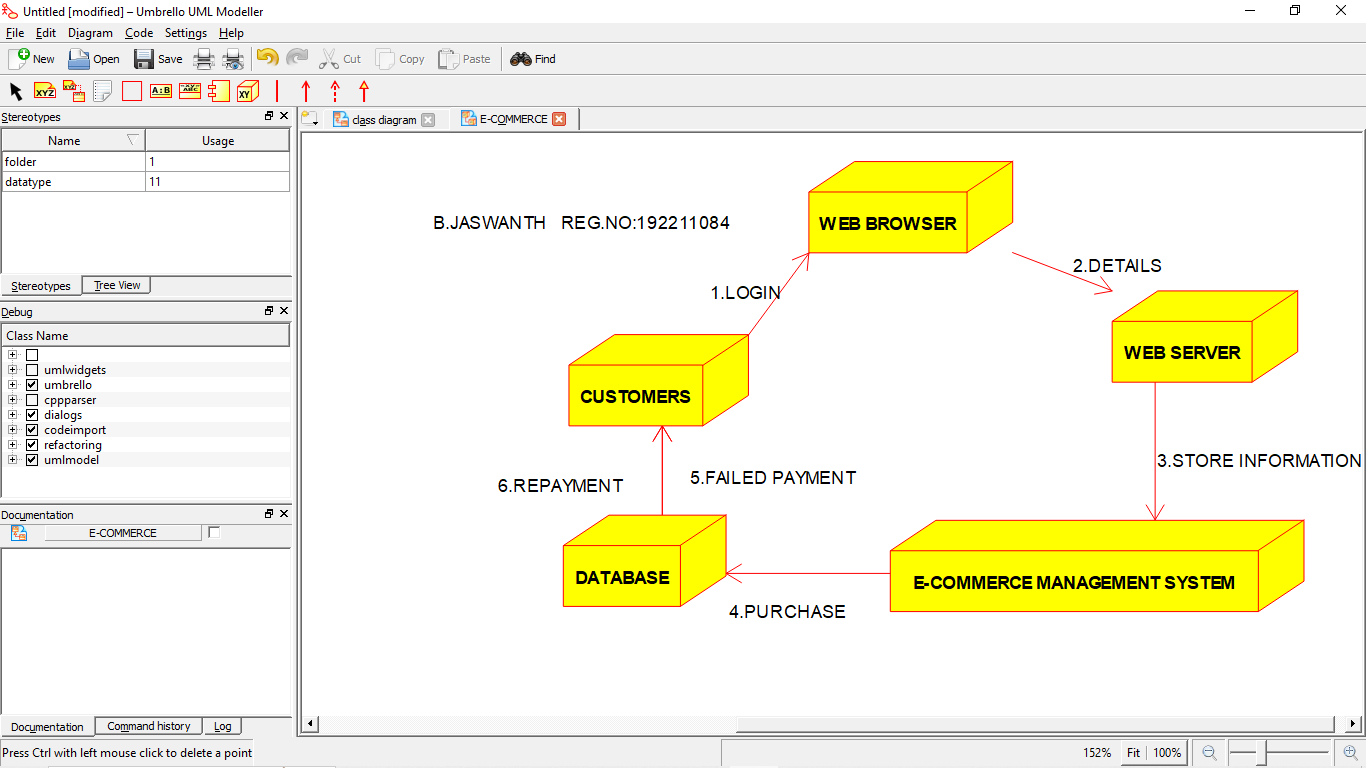 Untitled [modified] – Umbrello UML Modeller
File Edit Diagram Code Settings Help
New Open Save Cut Copy Paste Find
XYZ XYZ A:B ABC XY
Stereotypes
class diagram E-COMMERCE
Name Usage
folder 1
datatype 11
Stereotypes Tree View
Debug
Class Name
umlwidgets
umbrello
cppparser
dialogs
codeimport
refactoring
umlmodel
Documentation
E-COMMERCE
Documentation Command history Log
B.JASWANTH REG.NO:192211084
WEB BROWSER
1.LOGIN
2.DETAILS
WEB SERVER
CUSTOMERS
3.STORE INFORMATION
6.REPAYMENT
5.FAILED PAYMENT
DATABASE
E-COMMERCE MANAGEMENT SYSTEM
4.PURCHASE
Press Ctrl with left mouse click to delete a point
152% Fit 100%